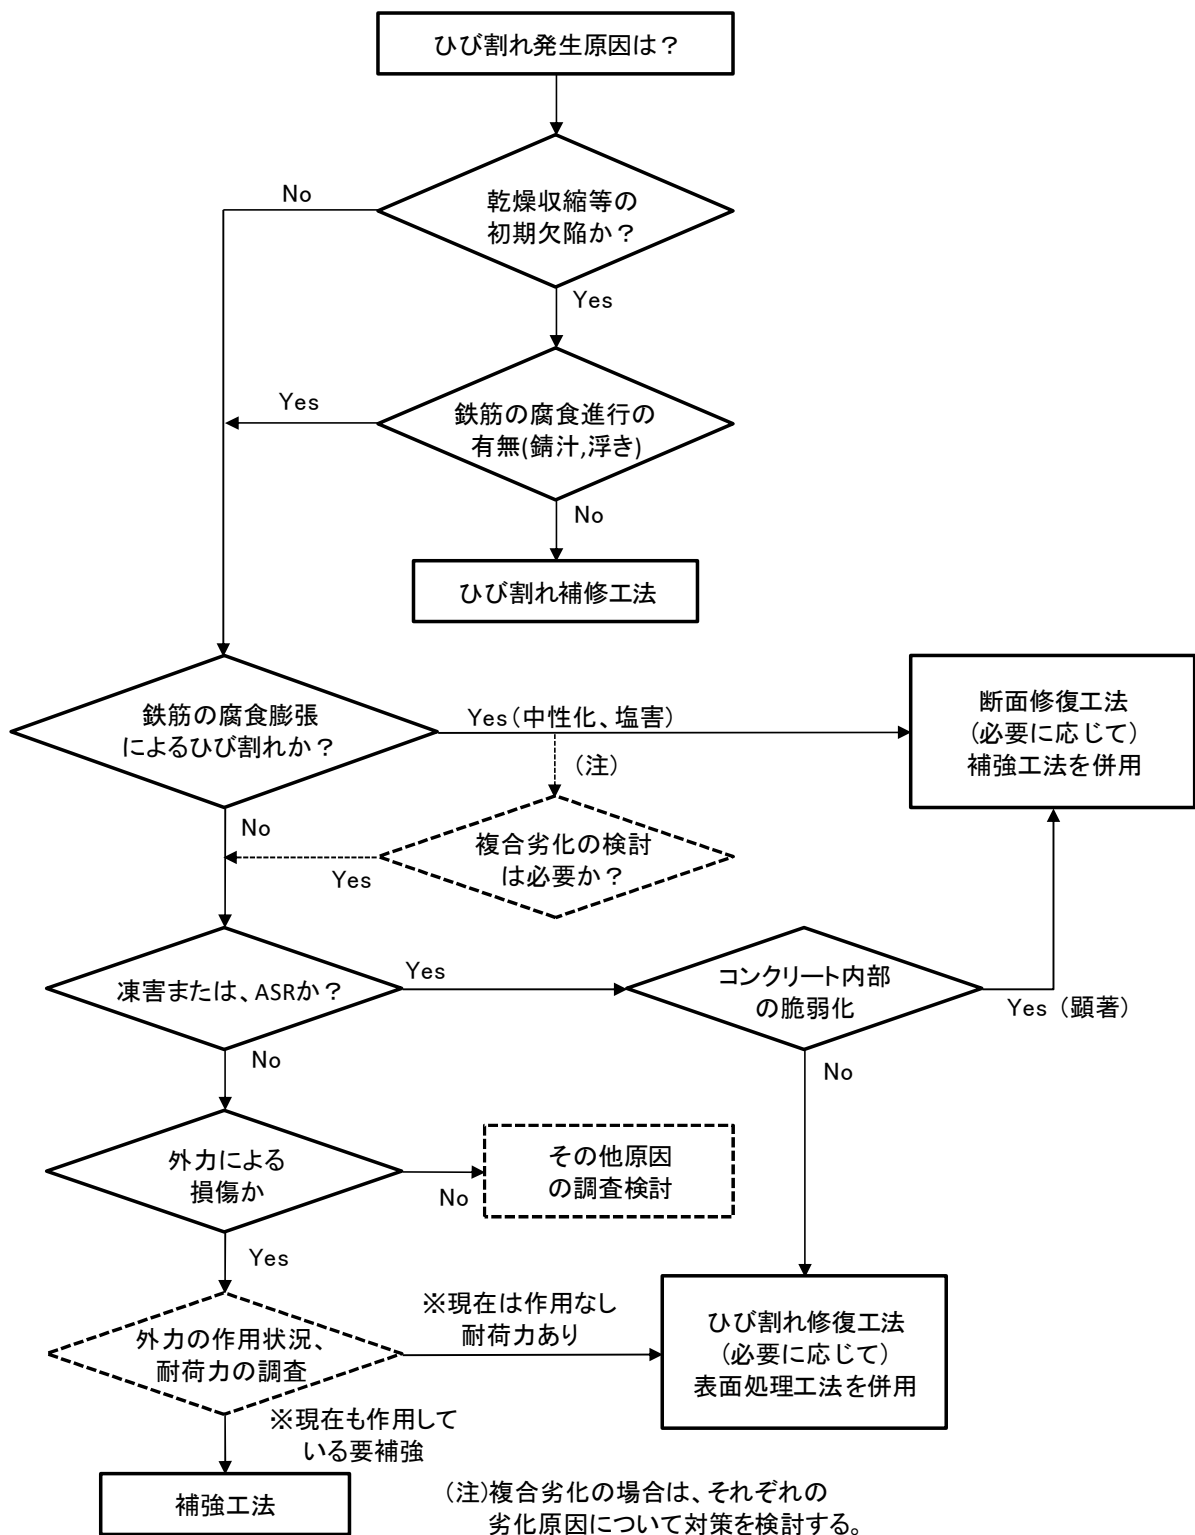 ひび割れ発生原因は？
No
乾燥収縮等の
初期欠陥か？
Yes
Yes
鉄筋の腐食進行の
有無(錆汁,浮き)
No
ひび割れ補修工法
鉄筋の腐食膨張
によるひび割れか？
Yes（中性化、塩害）
断面修復工法
(必要に応じて)
補強工法を併用
（注）
No
複合劣化の検討
は必要か？
Yes
凍害または、ASRか？
Yes
コンクリート内部
の脆弱化
Yes （顕著）
No
No
外力による
損傷か
No
その他原因
の調査検討
Yes
外力の作用状況、
耐荷力の調査
※現在は作用なし
耐荷力あり
ひび割れ修復工法
(必要に応じて)
表面処理工法を併用
※現在も作用して
いる要補強
補強工法
（注）複合劣化の場合は、それぞれの
劣化原因について対策を検討する。